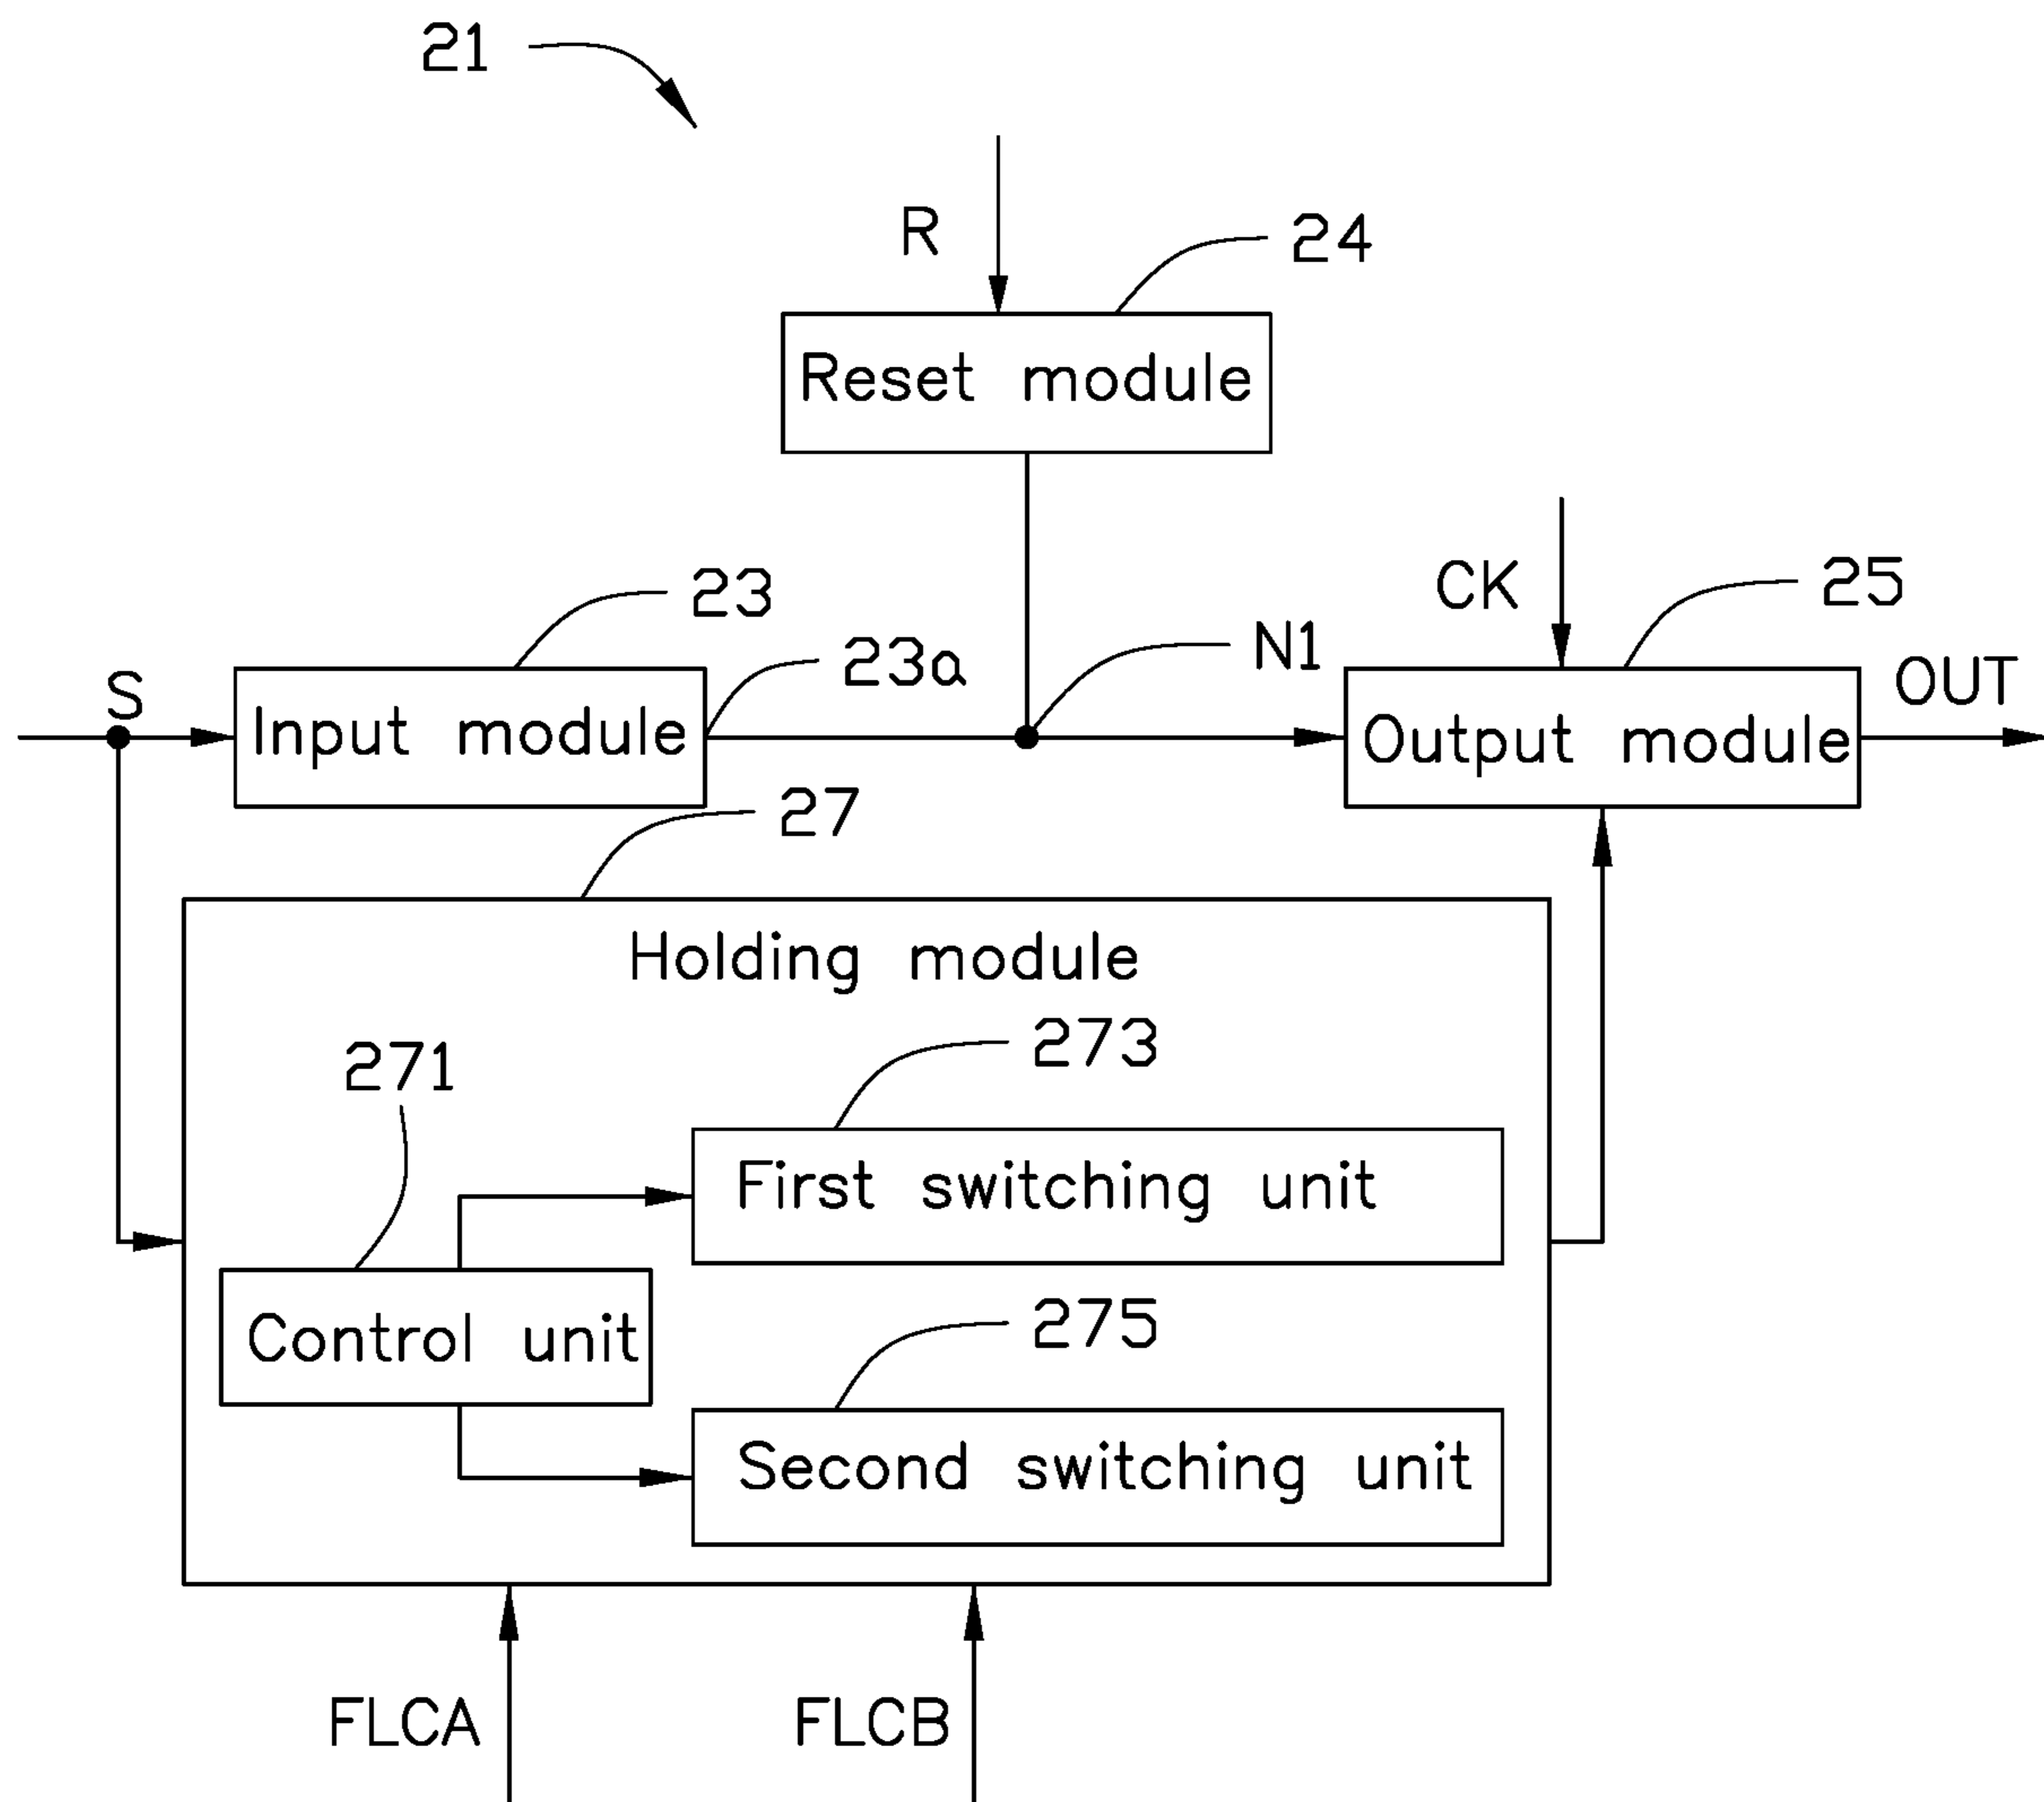 21
R
24
Reset module
CK
25
23
23a
N1
S
OUT
Input module
Output module
27
Holding module
273
271
First switching unit
Control unit
275
Second switching unit
FLCA
FLCB